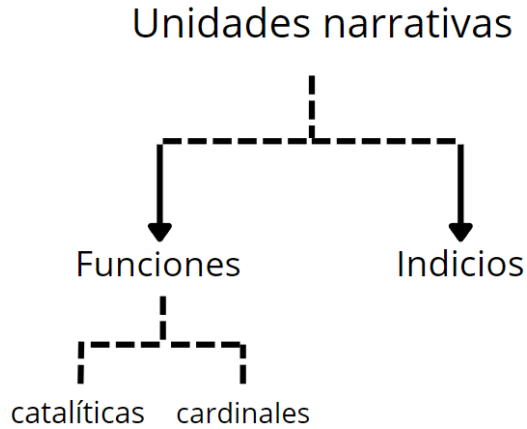 Unidades narrativas
Funciones Indicios
catalíticas cardinales